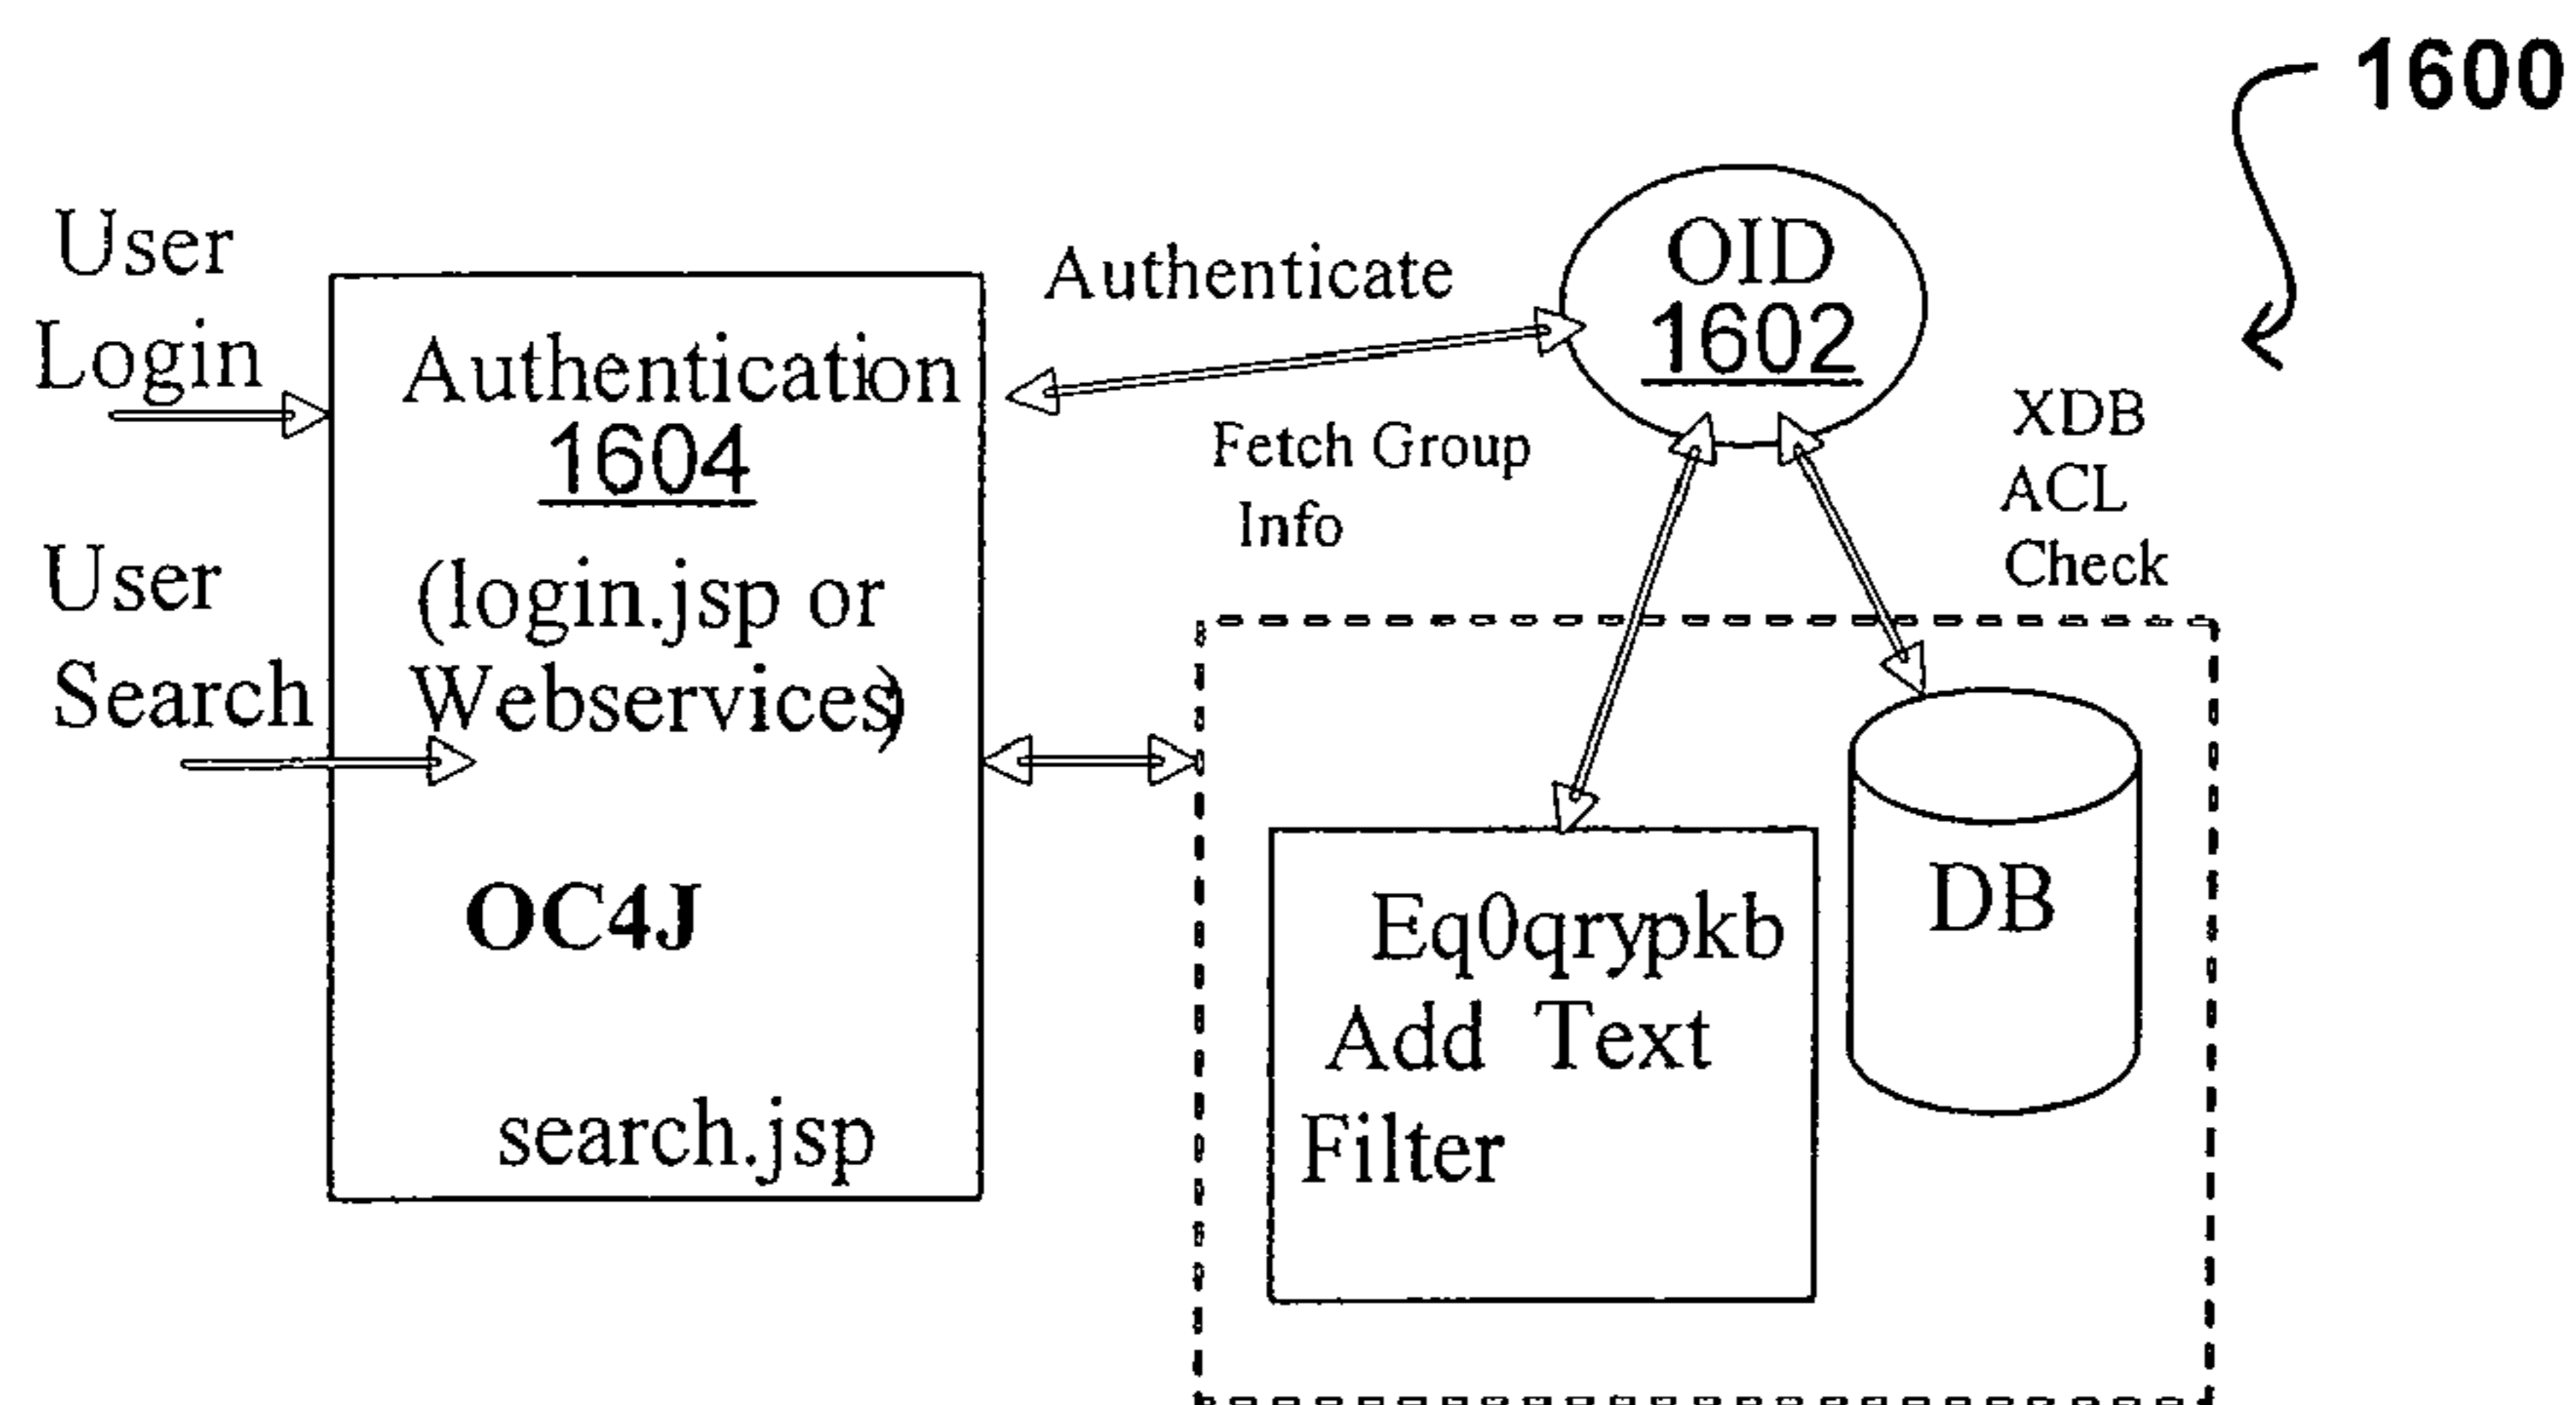 1600
User
Login
User
Search
Authentication
1604
(login.jsp or
Webservices)
OC4J
search.jsp
Authenticate
OID
1602
Fetch Group
Info
XDB
ACL
Check
Eq0qrypkb
Add Text
Filter
DB